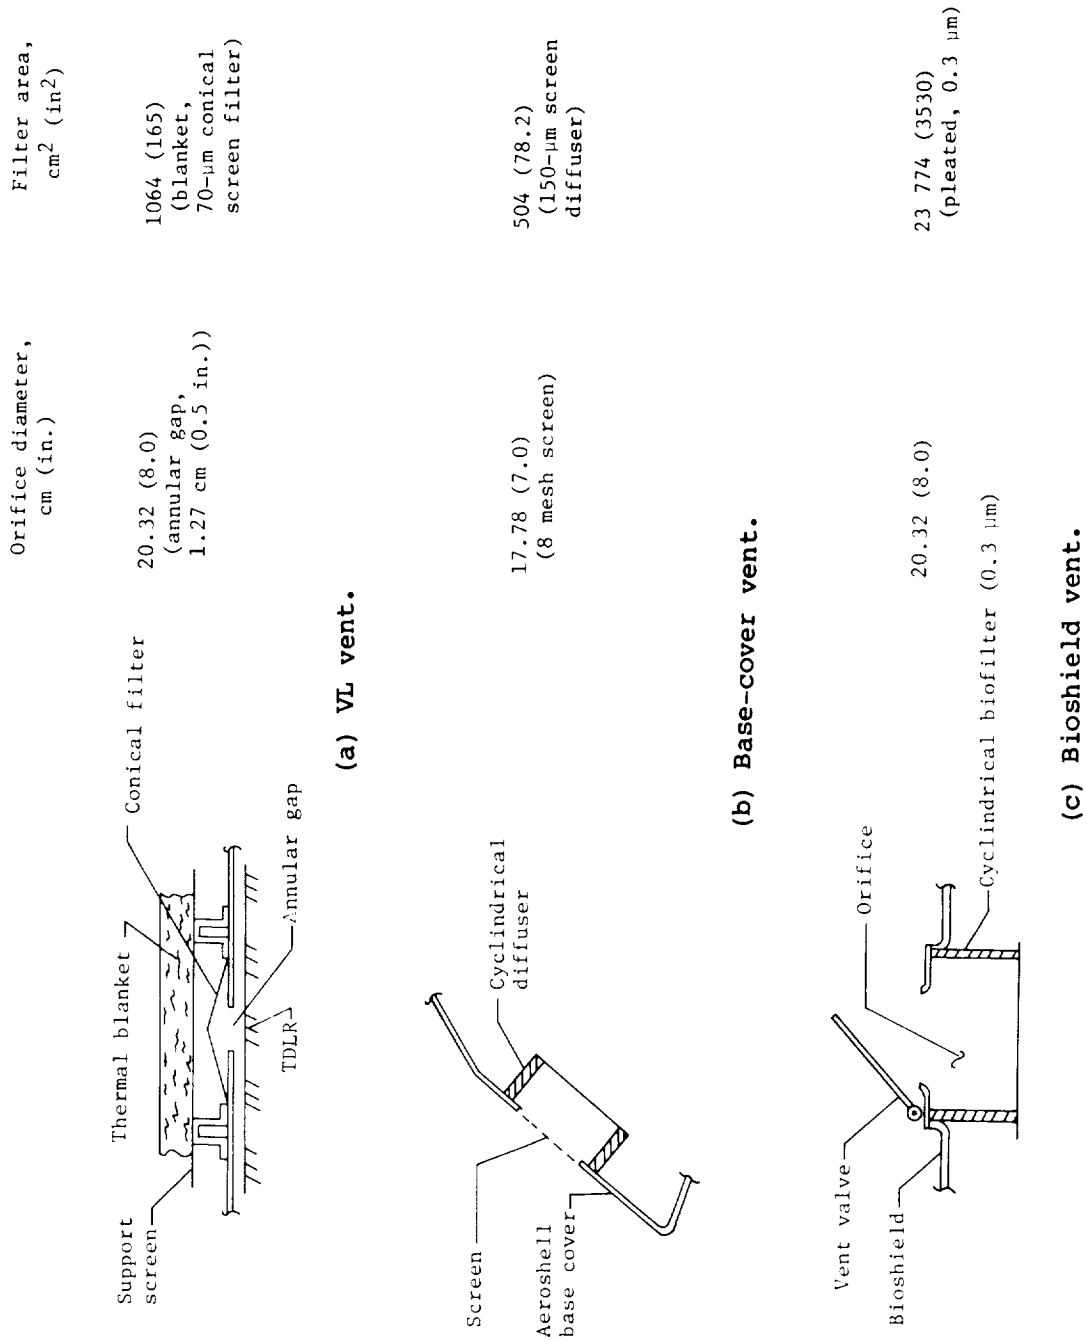 Orifice diameter,
cm (in.)
Filter area,
cm² (in²)
Support
screen
Thermal blanket
Conical filter
TDLR
Annular gap
20.32 (8.0)
(annular gap,
1.27 cm (0.5 in.))
1064 (165)
(blanket,
70-μm conical
screen filter)
(a) VL vent.
Screen
Aeroshell
base cover
Cyclindrical
diffuser
17.78 (7.0)
(8 mesh screen)
504 (78.2)
(150-μm screen
diffuser)
(b) Base-cover vent.
Vent valve
Bioshield
Orifice
Cyclindrical biofilter (0.3 μm)
20.32 (8.0)
23 774 (3530)
(pleated, 0.3 μm)
(c) Bioshield vent.